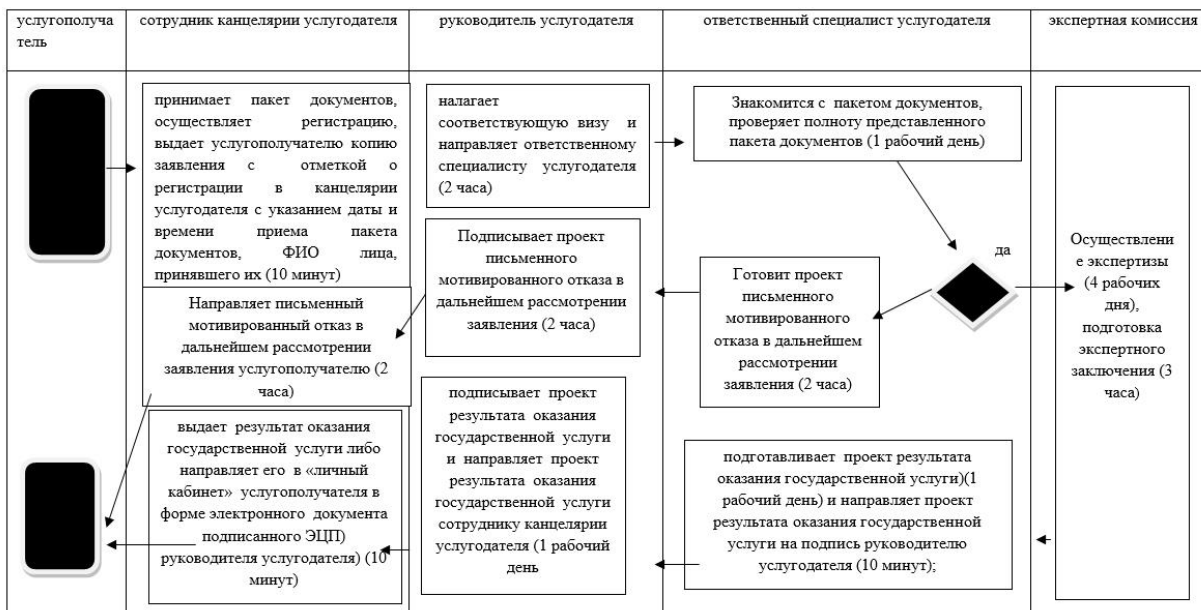 услугополуча
тель
сотрудник канцелярии услугодателя
руководитель услугодателя
ответственный специалист услугодателя
экспертная комиссия
принимает пакет документов,
осуществляет регистрацию,
выдает услугополучателю копию
заявления с отметкой о
регистрации в канцелярии
услугодателя с указанием даты и
времени приема пакета
документов, ФИО лица,
принявшего их (10 минут)
налагает
соответствующую визу и
направляет ответственному
специалисту услугодателя
(2 часа)
Знакомится с пакетом документов,
проверяет полноту представленного
пакета документов (1 рабочий день)
да
Осуществлени
е экспертизы
(4 рабочих
дня),
подготовка
экспертного
заключения (3
часа)
Готовит проект
письменного
мотивированного
отказа в дальнейшем
рассмотрении
заявления (2 часа)
Подписывает проект
письменного
мотивированного отказа в
дальнейшем рассмотрении
заявления (2 часа)
Направляет письменный
мотивированный отказ в
дальнейшем рассмотрении
заявления услугополучателю (2
часа)
подготавливает проект результата
оказания государственной услуги)(1
рабочий день) и направляет проект
результата оказания государственной
услуги на подпись руководителю
услугодателя (10 минут);
подписывает проект
результата оказания
государственной услуги
и направляет проект
результата оказания
государственной услуги
сотруднику канцелярии
услугодателя (1 рабочий
день
выдает результат оказания
государственной услуги либо
направляет его в «личный
кабинет» услугополучателя в
форме электронного документа
подписанного ЭЦП)
руководителя услугодателя) (10
минут)